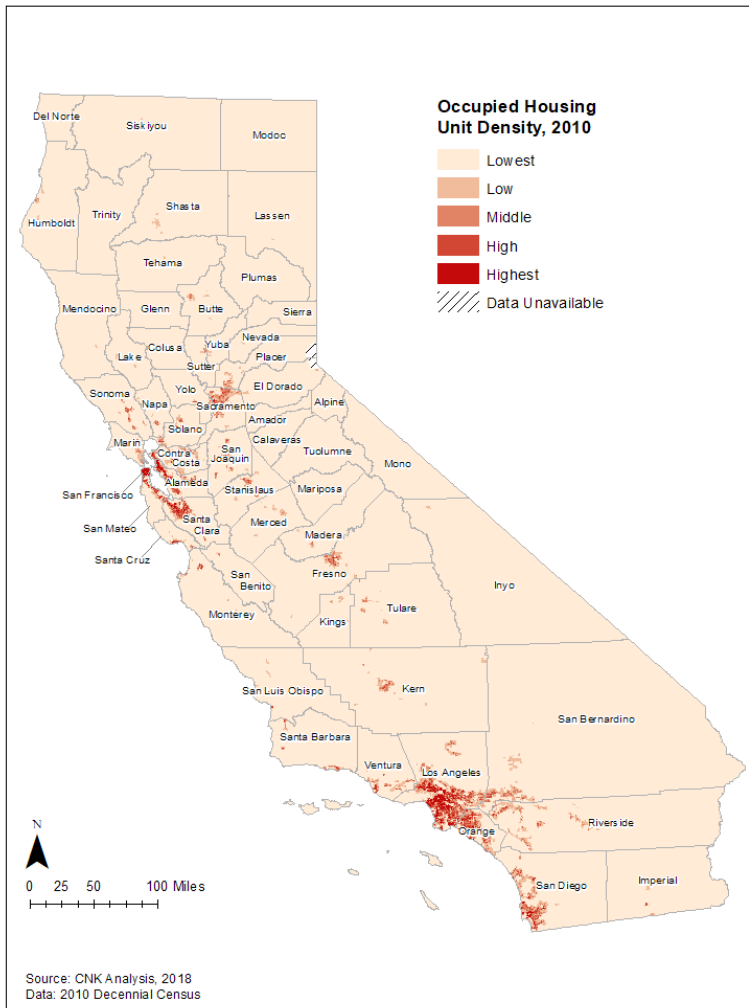 Occupied Housing
Unit Density, 2010
Lowest
Low
Middle
High
Highest
Data Unavailable
Del Norte
Siskiyou
Modoc
Humboldt
Trinity
Shasta
Lassen
Tehama
Plumas
Mendocino
Glenn
Butte
Sierra
Colusa
Yuba
Nevada
Lake
Sutter
Placer
Sonoma
Napa
Yolo
El Dorado
Sacramento
Alpine
Solano
Amador
Marin
Contra
Costa
San
Joaquin
Calaveras
Tuolumne
Mono
San Francisco
Alameda
Stanislaus
Mariposa
San Mateo
Santa
Clara
Merced
Madera
Santa Cruz
San
Benito
Fresno
Inyo
Monterey
Kings
Tulare
San Luis Obispo
Kern
San Bernardino
Santa Barbara
Ventura
Los Angeles
Orange
Riverside
San Diego
Imperial
N
0 25 50 100 Miles
Source: CNK Analysis, 2018
Data: 2010 Decennial Census